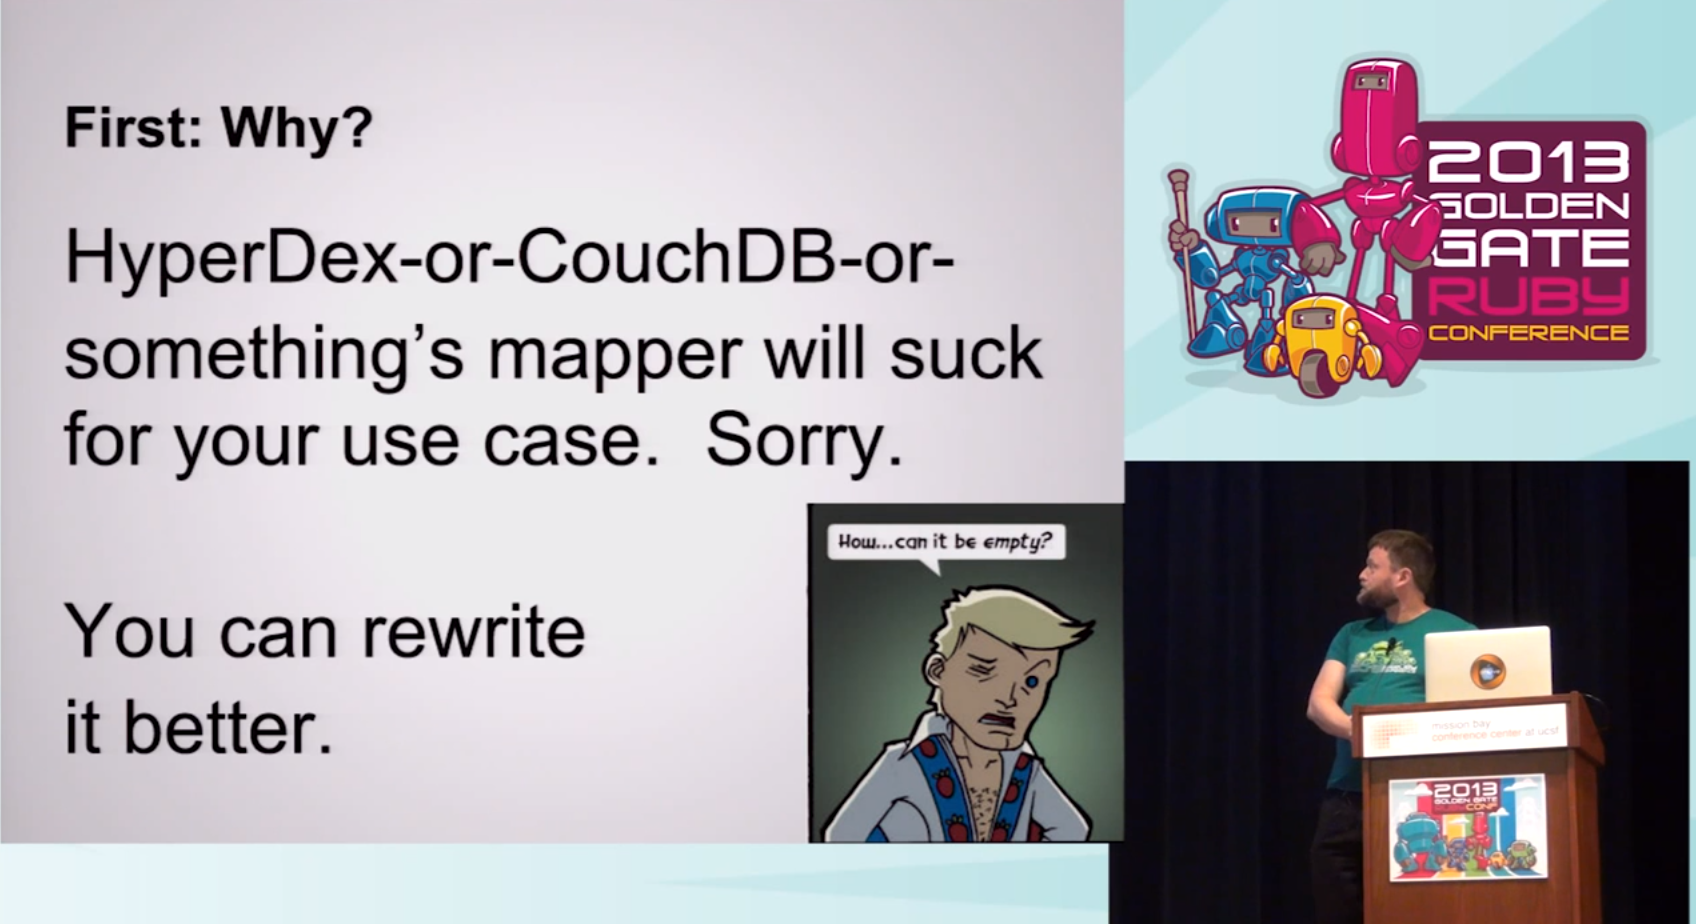 First: Why?
HyperDex-or-CouchDB-or-
something’s mapper will suck
for your use case.  Sorry.
You can rewrite
it better.
How...can it be empty?
2013
GOLDEN
GATE
RUBY
CONFERENCE
mission bay
conference center at ucsf
2013
GOLDEN GATE
CONF